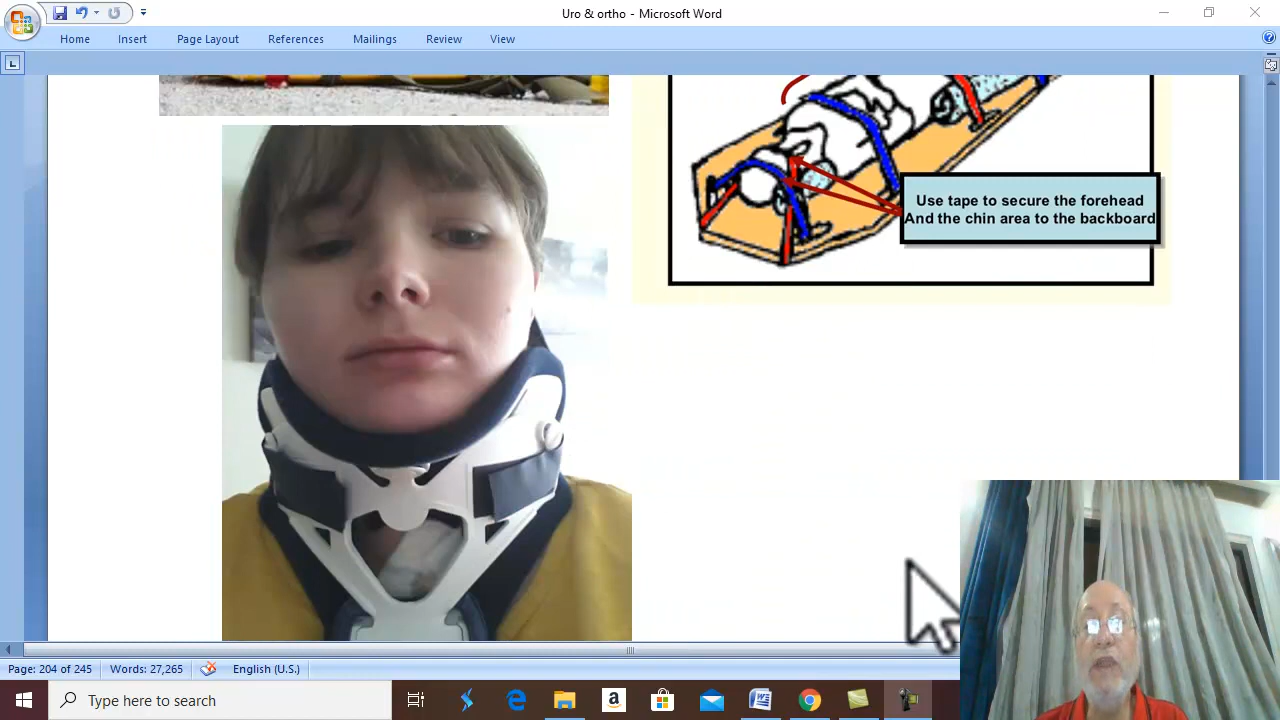 Uro & ortho - Microsoft Word
Home Insert Page Layout References Mailings Review View
Use tape to secure the forehead
And the chin area to the backboard
Page: 204 of 245 Words: 27,265 English (U.S.)
Type here to search